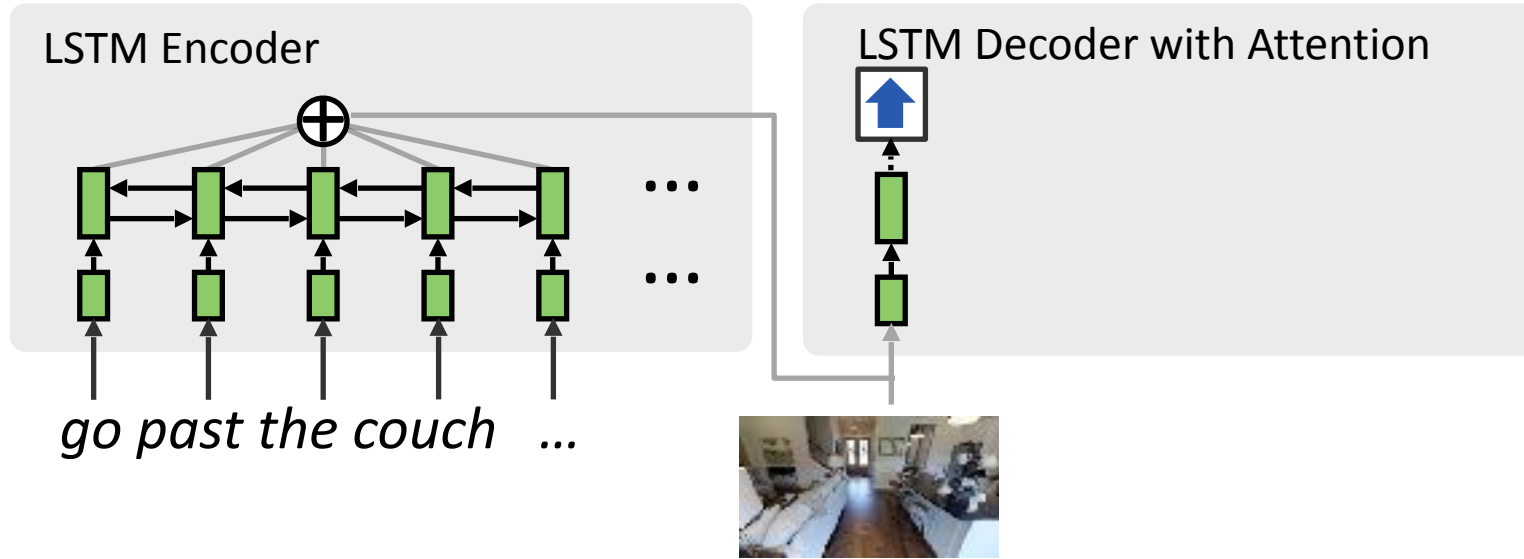 LSTM Encoder
LSTM Decoder with Attention
...
...
go past the couch ...